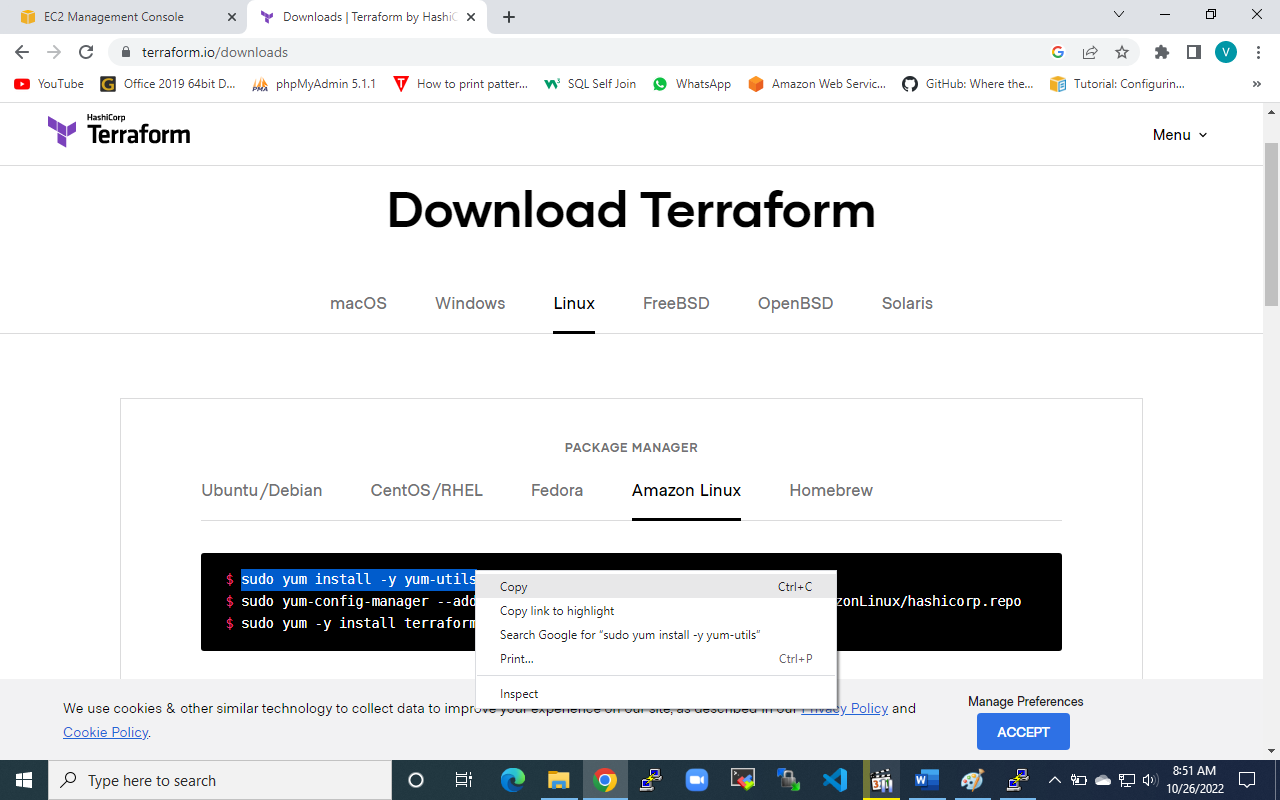 EC2 Management Console
Downloads | Terraform by HashiC
terraform.io/downloads
V
YouTube
Office 2019 64bit D...
phpMyAdmin 5.1.1
How to print patter...
SQL Self Join
WhatsApp
Amazon Web Servic...
GitHub: Where the...
Tutorial: Configurin...
»
HashiCorp
Terraform
Menu
Download Terraform
macOS
Windows
Linux
FreeBSD
OpenBSD
Solaris
PACKAGE MANAGER
Ubuntu/Debian
CentOS/RHEL
Fedora
Amazon Linux
Homebrew
$ sudo yum install -y yum-utils
$ sudo yum-config-manager --add
zonLinux/hashicorp.repo
$ sudo yum -y install terraform
Copy Ctrl+C
Copy link to highlight
Search Google for “sudo yum install -y yum-utils”
Print... Ctrl+P
Inspect
We use cookies & other similar technology to collect data to improve your experience on our site, as described in our Privacy Policy and
Cookie Policy.
Manage Preferences
ACCEPT
Type here to search
8:51 AM
10/26/2022